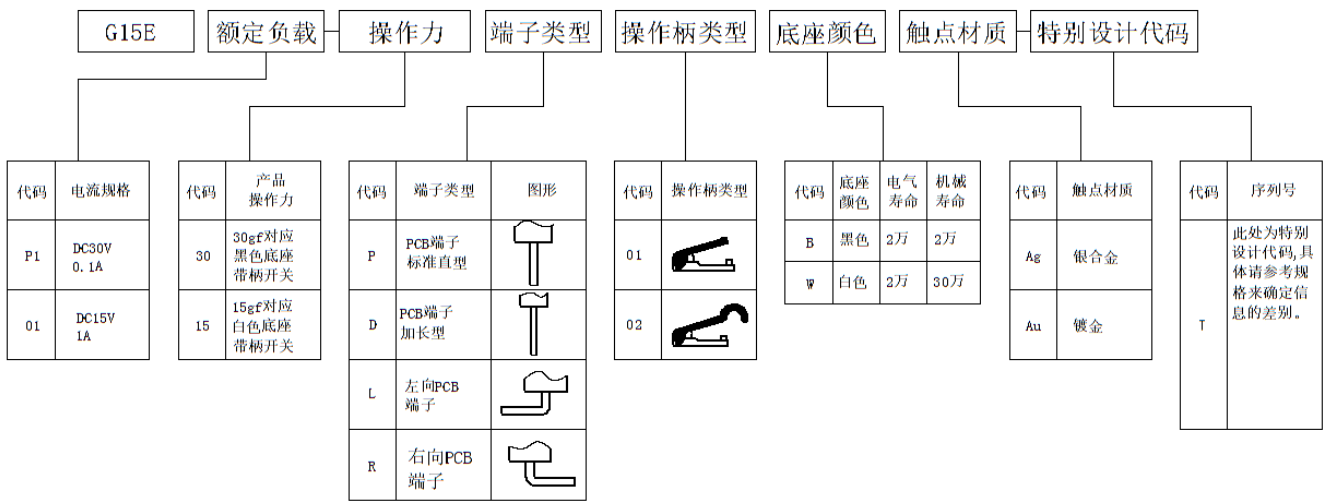 G15E 额定负载 操作力 端子类型 操作柄类型 底座颜色 触点材质 特别设计代码
代码 电流规格
P1 DC30V
0.1A
01 DC15V
1A
代码 产品
操作力
30 30gf对应
黑色底座
带柄开关
15 15gf对应
白色底座
带柄开关
代码 端子类型 图形
P PCB端子
标准直型
D PCB端子
加长型
L 左向PCB
端子
R 右向PCB
端子
代码 操作柄类型
01
02
代码 底座
颜色 电气
寿命 机械
寿命
B 黑色 2万 2万
W 白色 2万 30万
代码 触点材质
Ag 银合金
Au 镀金
代码 序列号
T 此处为特别
设计代码,具
体请参考规
格来确定信
息的差别。